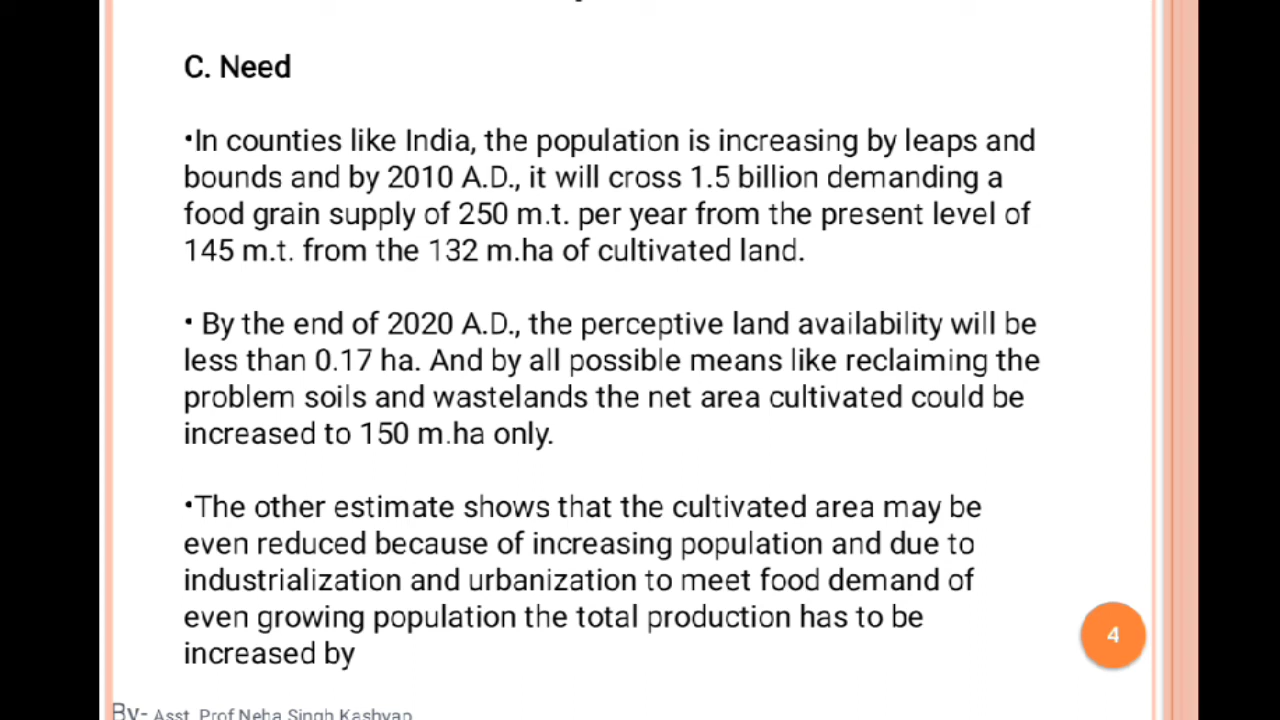 C. Need
•In counties like India, the population is increasing by leaps and
bounds and by 2010 A.D., it will cross 1.5 billion demanding a
food grain supply of 250 m.t. per year from the present level of
145 m.t. from the 132 m.ha of cultivated land.
• By the end of 2020 A.D., the perceptive land availability will be
less than 0.17 ha. And by all possible means like reclaiming the
problem soils and wastelands the net area cultivated could be
increased to 150 m.ha only.
•The other estimate shows that the cultivated area may be
even reduced because of increasing population and due to
industrialization and urbanization to meet food demand of
even growing population the total production has to be
increased by
4
By- Asst. Prof Neha Singh Kashyap